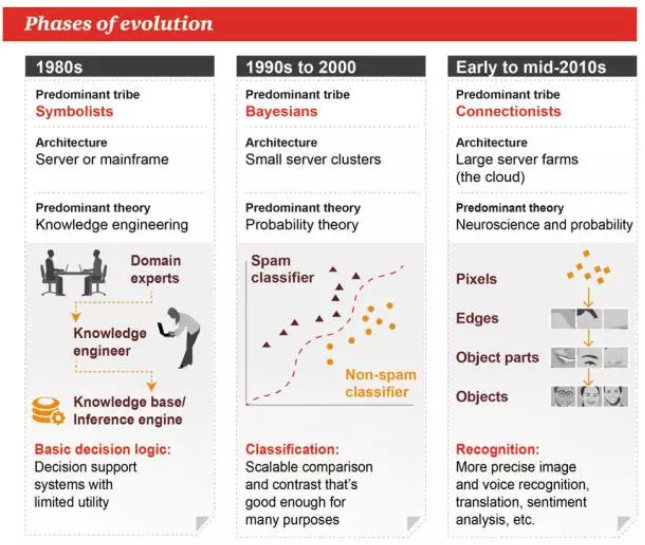 Phases of evolution
1980s
Predominant tribe
Symbolists
Architecture
Server or mainframe
Predominant theory
Knowledge engineering
Domain
experts
Knowledge
engineer
Knowledge base/
Inference engine
Basic decision logic:
Decision support
systems with
limited utility
1990s to 2000
Predominant tribe
Bayesians
Architecture
Small server clusters
Predominant theory
Probability theory
Spam
classifier
Non-spam
classifier
Classification:
Scalable comparison
and contrast that's
good enough for
many purposes
Early to mid-2010s
Predominant tribe
Connectionists
Architecture
Large server farms
(the cloud)
Predominant theory
Neuroscience and probability
Pixels
Edges
Object parts
Objects
Recognition:
More precise image
and voice recognition,
translation, sentiment
analysis, etc.